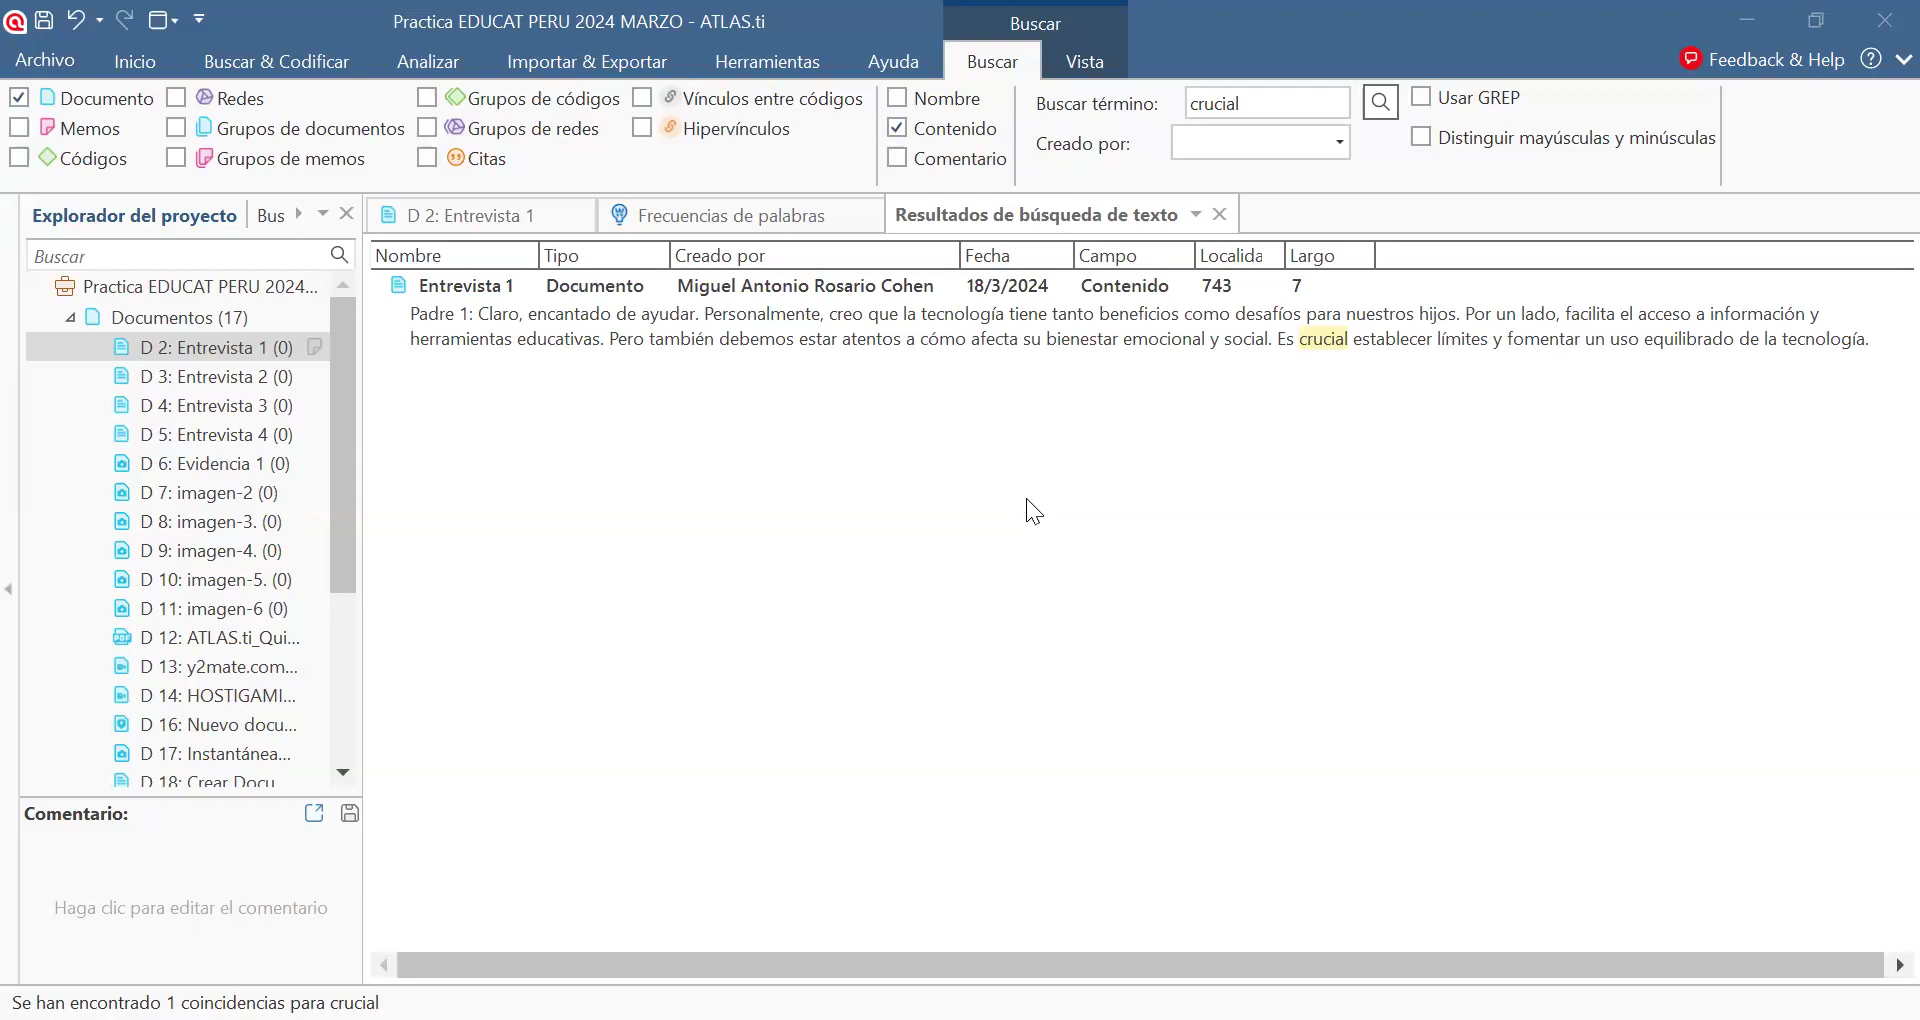 Practica EDUCAT PERU 2024 MARZO - ATLAS.ti
Buscar
Archivo Inicio Buscar & Codificar Analizar Importar & Exportar Herramientas Ayuda Buscar Vista Feedback & Help
Documento Redes Grupos de códigos Vínculos entre códigos Nombre Buscar término: crucial Usar GREP
Memos Grupos de documentos Grupos de redes Hipervínculos Contenido Creado por: Distinguir mayúsculas y minúsculas
Códigos Grupos de memos Citas Comentario
Explorador del proyecto Bus D 2: Entrevista 1 Frecuencias de palabras Resultados de búsqueda de texto
Buscar
Nombre Tipo Creado por Fecha Campo Localida Largo
Entrevista 1 Documento Miguel Antonio Rosario Cohen 18/3/2024 Contenido 743 7
Padre 1: Claro, encantado de ayudar. Personalmente, creo que la tecnología tiene tanto beneficios como desafíos para nuestros hijos. Por un lado, facilita el acceso a información y
herramientas educativas. Pero también debemos estar atentos a cómo afecta su bienestar emocional y social. Es crucial establecer límites y fomentar un uso equilibrado de la tecnología.
Practica EDUCAT PERU 2024...
Documentos (17)
D 2: Entrevista 1 (0)
D 3: Entrevista 2 (0)
D 4: Entrevista 3 (0)
D 5: Entrevista 4 (0)
D 6: Evidencia 1 (0)
D 7: imagen-2 (0)
D 8: imagen-3. (0)
D 9: imagen-4. (0)
D 10: imagen-5. (0)
D 11: imagen-6 (0)
D 12: ATLAS.ti_Qui...
D 13: y2mate.com...
D 14: HOSTIGAMI...
D 16: Nuevo docu...
D 17: Instantánea...
D 18: Crear Docu
Comentario:
Haga clic para editar el comentario
Se han encontrado 1 coincidencias para crucial